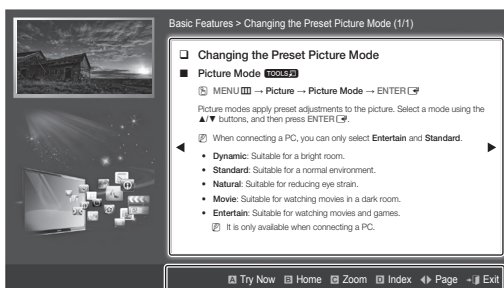 Basic Features > Changing the Preset Picture Mode (1/1)
Changing the Preset Picture Mode
Picture Mode TOOLS
MENU → Picture → Picture Mode → ENTER
Picture modes apply preset adjustments to the picture. Select a mode using the
▲/▼ buttons, and then press ENTER.
When connecting a PC, you can only select Entertain and Standard.
• Dynamic: Suitable for a bright room.
• Standard: Suitable for a normal environment.
• Natural: Suitable for reducing eye strain.
• Movie: Suitable for watching movies in a dark room.
• Entertain: Suitable for watching movies and games.
It is only available when connecting a PC.
A Try Now B Home C Zoom D Index Page Exit